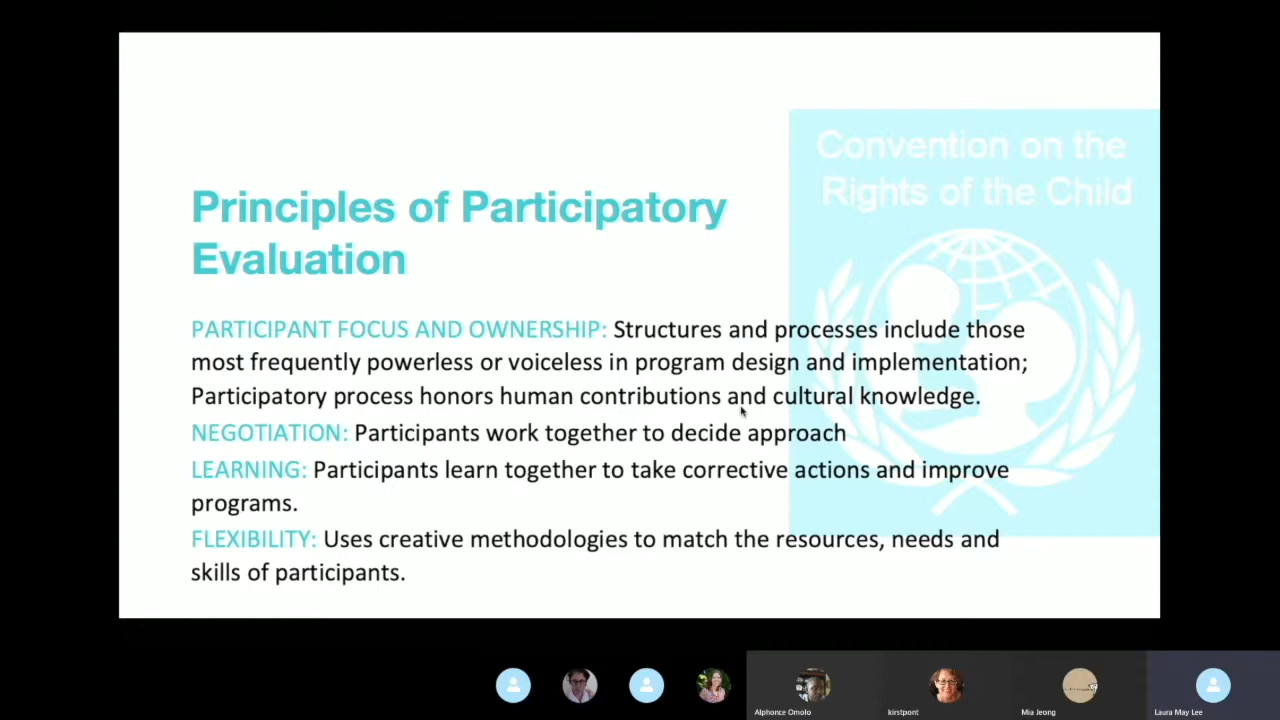 Convention on the
Rights of the Child
Principles of Participatory
Evaluation
PARTICIPANT FOCUS AND OWNERSHIP: Structures and processes include those
most frequently powerless or voiceless in program design and implementation;
Participatory process honors human contributions and cultural knowledge.
NEGOTIATION: Participants work together to decide approach
LEARNING: Participants learn together to take corrective actions and improve
programs.
FLEXIBILITY: Uses creative methodologies to match the resources, needs and
skills of participants.
Alphonce Omolo
kirstpont
Mia Jeong
Laura May Lee